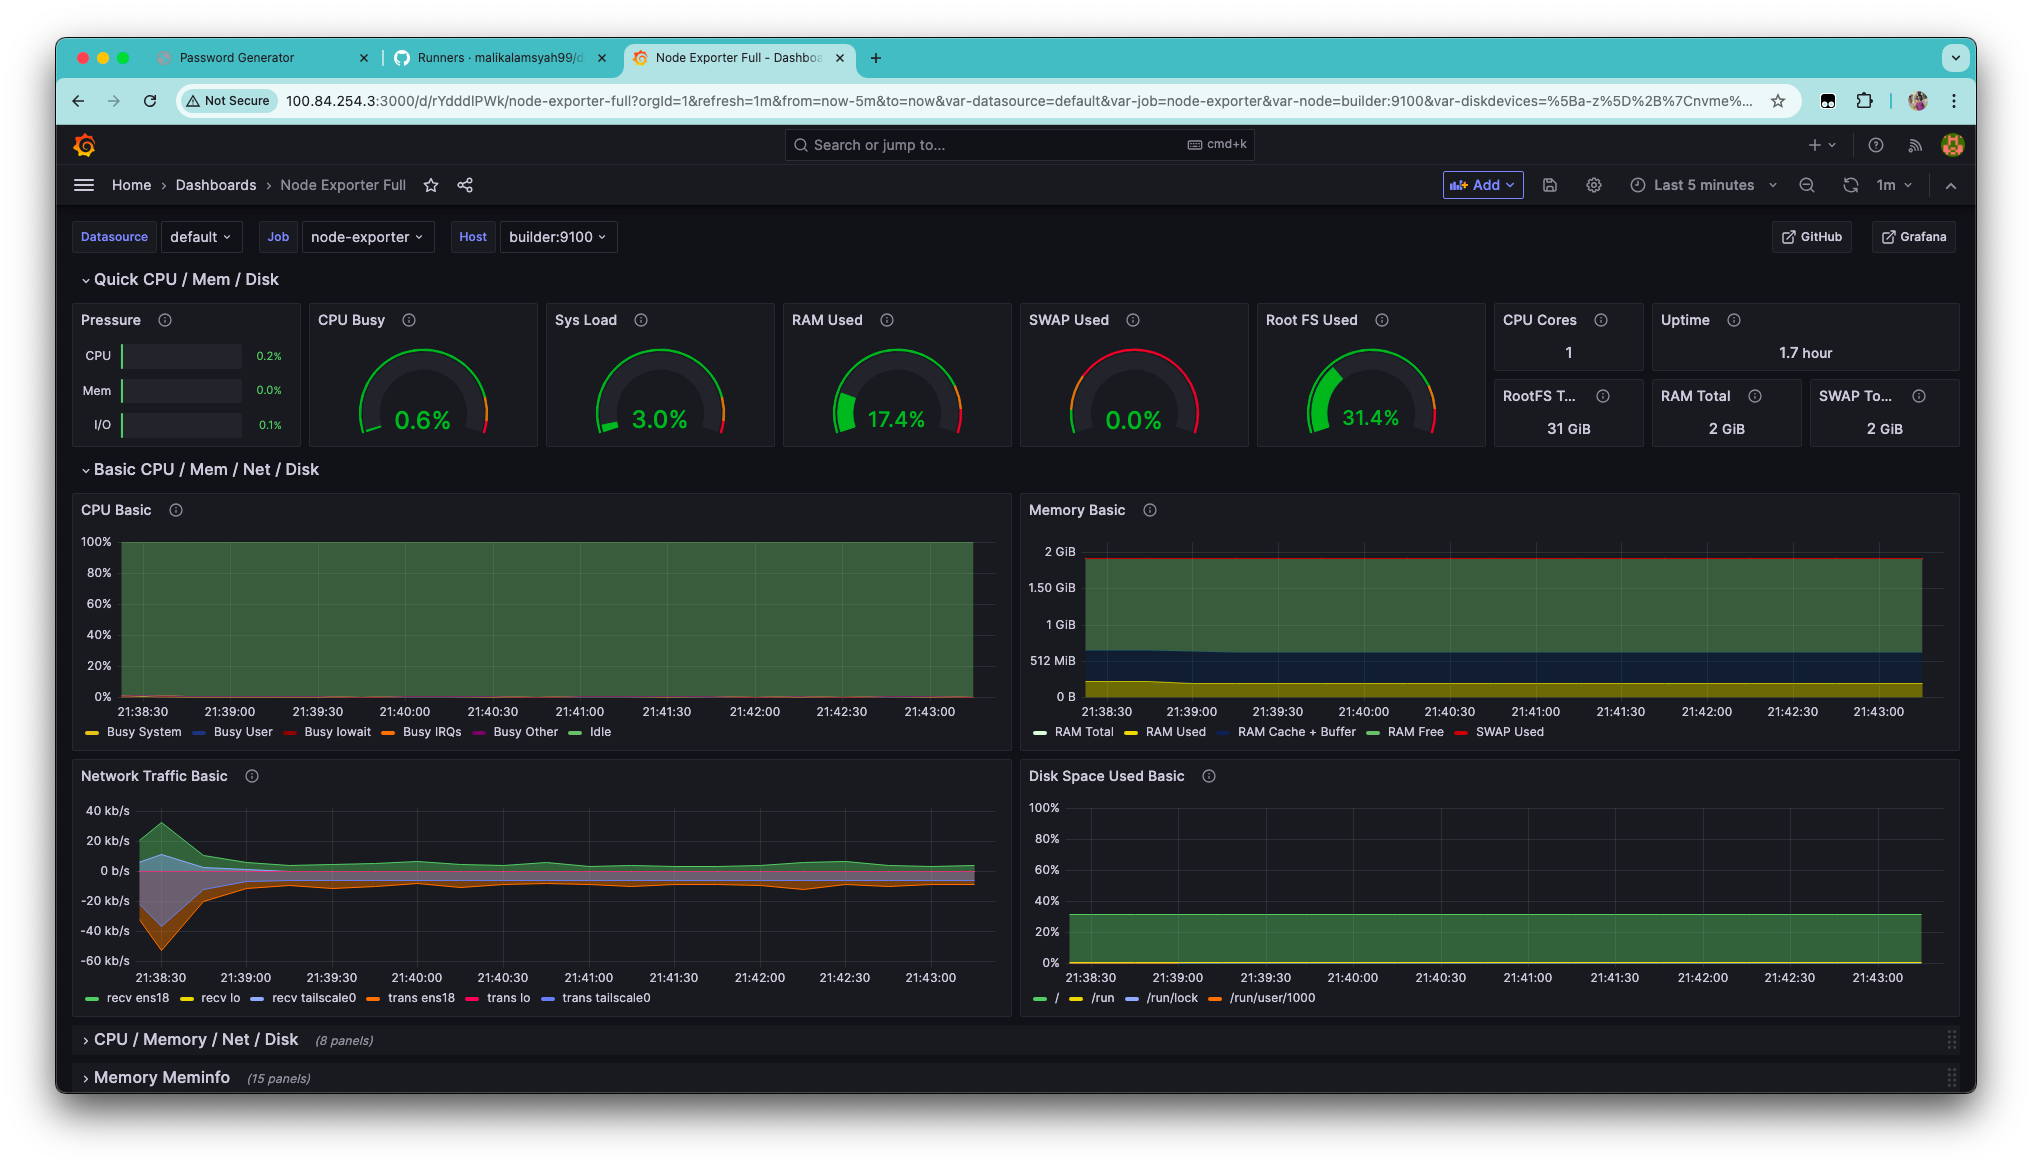 Password Generator
Runners · malikalamsyah99/d
Node Exporter Full - Dashboa
Not Secure
100.84.254.3:3000/d/rYdddlPWk/node-exporter-full?orgId=1&refresh=1m&from=now-5m&to=now&var-datasource=default&var-job=node-exporter&var-node=builder:9100&var-diskdevices=%5Ba-z%5D%2B%7Cnvme%...
Search or jump to...
cmd+k
Home › Dashboards › Node Exporter Full
Add
Last 5 minutes
1m
Datasource default Job node-exporter Host builder:9100
GitHub
Grafana
Quick CPU / Mem / Disk
Pressure
CPU 0.2%
Mem 0.0%
I/O 0.1%
CPU Busy
0.6%
Sys Load
3.0%
RAM Used
17.4%
SWAP Used
0.0%
Root FS Used
31.4%
CPU Cores
1
Uptime
1.7 hour
RootFS T...
31 GiB
RAM Total
2 GiB
SWAP To...
2 GiB
Basic CPU / Mem / Net / Disk
CPU Basic
100%
80%
60%
40%
20%
0%
21:38:30 21:39:00 21:39:30 21:40:00 21:40:30 21:41:00 21:41:30 21:42:00 21:42:30 21:43:00
Busy System Busy User Busy Iowait Busy IRQs Busy Other Idle
Memory Basic
2 GiB
1.50 GiB
1 GiB
512 MiB
0 B
21:38:30 21:39:00 21:39:30 21:40:00 21:40:30 21:41:00 21:41:30 21:42:00 21:42:30 21:43:00
RAM Total RAM Used RAM Cache + Buffer RAM Free SWAP Used
Network Traffic Basic
40 kb/s
20 kb/s
0 b/s
-20 kb/s
-40 kb/s
-60 kb/s
21:38:30 21:39:00 21:39:30 21:40:00 21:40:30 21:41:00 21:41:30 21:42:00 21:42:30 21:43:00
recv ens18 recv lo recv tailscale0 trans ens18 trans lo trans tailscale0
Disk Space Used Basic
100%
80%
60%
40%
20%
0%
21:38:30 21:39:00 21:39:30 21:40:00 21:40:30 21:41:00 21:41:30 21:42:00 21:42:30 21:43:00
/ /run /run/lock /run/user/1000
CPU / Memory / Net / Disk (8 panels)
Memory Meminfo (15 panels)